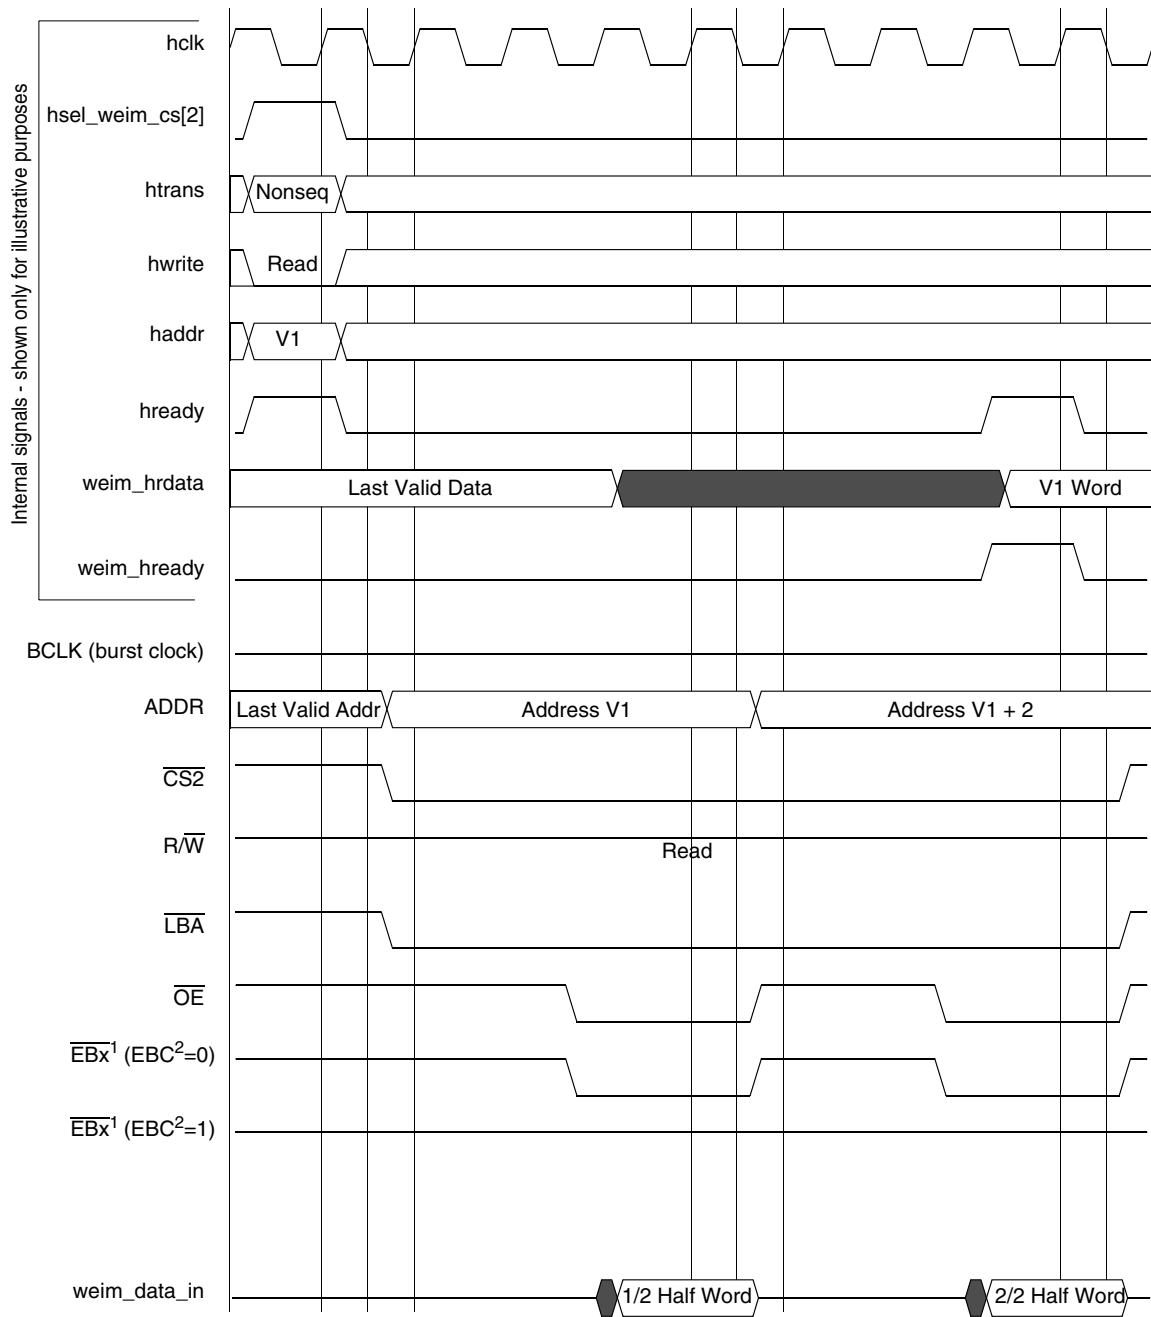 Internal signals - shown only for illustrative purposes
hclk
hsel_weim_cs[2]
htrans Nonseq
hwrite Read
haddr V1
hready
weim_hrdata Last Valid Data V1 Word
weim_hready
BCLK (burst clock)
ADDR Last Valid Addr Address V1 Address V1 + 2
CS2
R/W Read
LBA
OE
EBx¹ (EBC²=0)
EBx¹ (EBC²=1)
weim_data_in 1/2 Half Word 2/2 Half Word